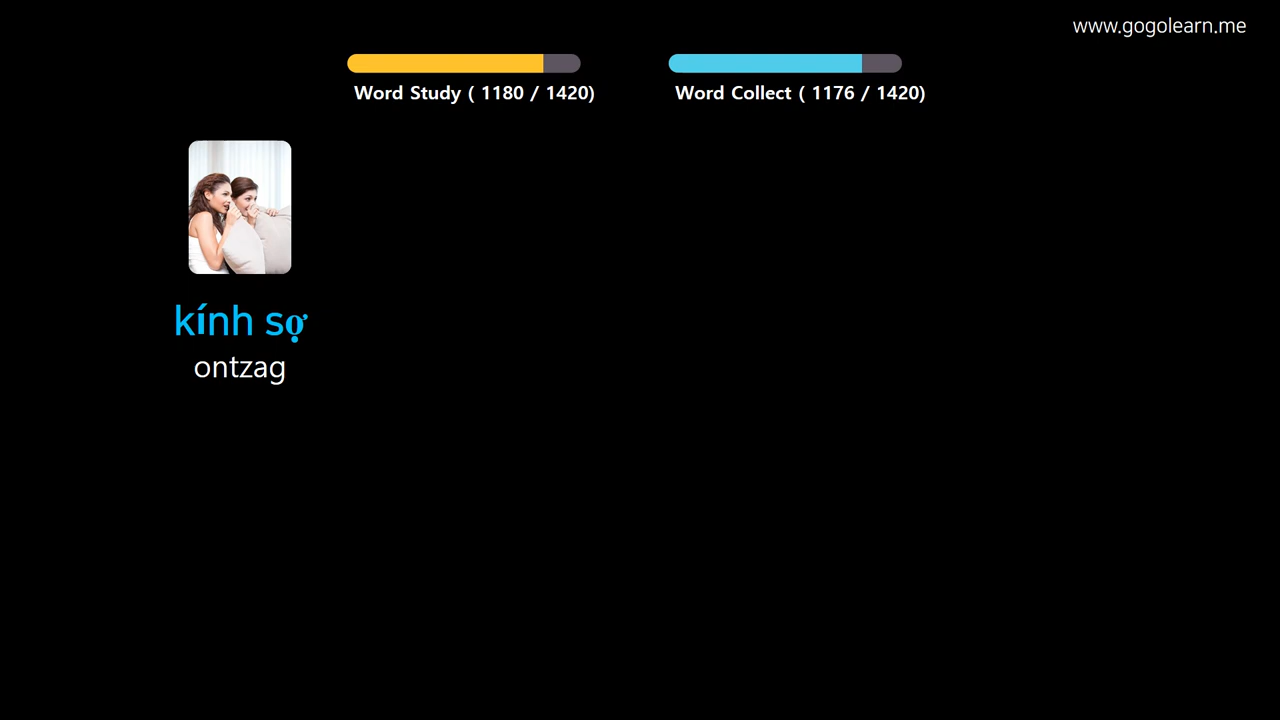 www.gogolearn.me
Word Study ( 1180 / 1420)
Word Collect ( 1176 / 1420)
kính sợ
ontzag